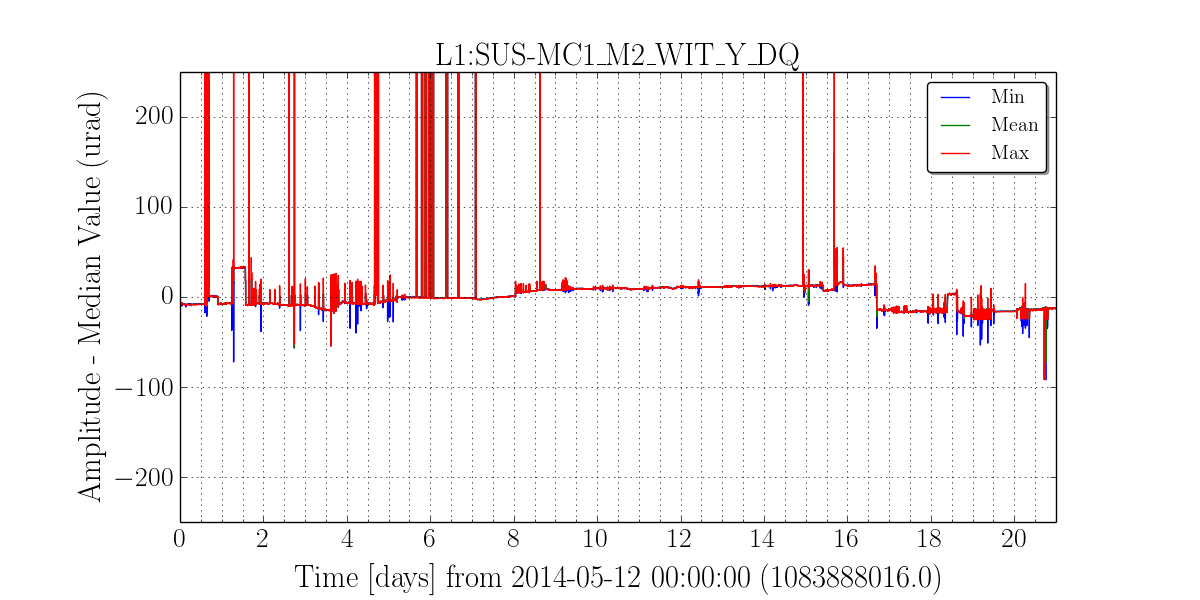 L1:SUS-MC1_M2_WIT_Y_DQ
Amplitude - Median Value (urad)
200
100
0
−100
−200
Min
Mean
Max
0 2 4 6 8 10 12 14 16 18 20
Time [days] from 2014-05-12 00:00:00 (1083888016.0)